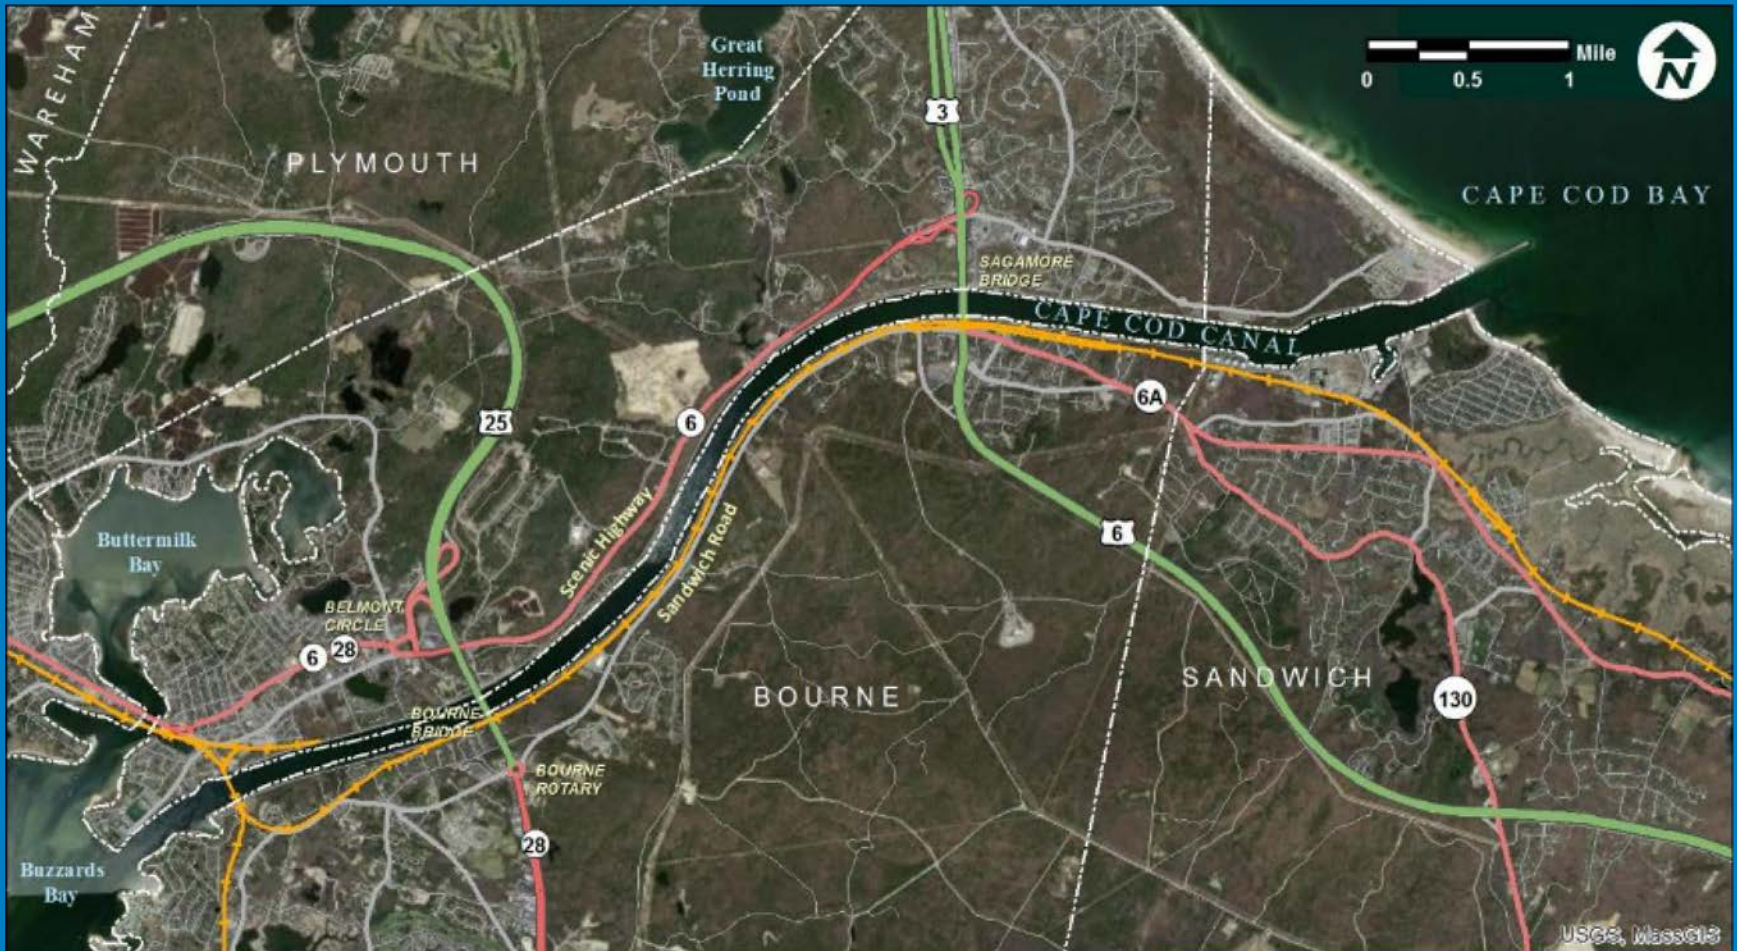 WAREHAM
Great
Herring
Pond
3
Mile
0 0.5 1
N
PLYMOUTH
CAPE COD BAY
SAGAMORE
BRIDGE
CAPE COD CANAL
6A
25
6
Scenic Highway
Sandwich Road
6
Buttermilk
Bay
BELMONT
CIRCLE
6 28
BOURNE
SANDWICH
130
BOURNE
BRIDGE
BOURNE
ROTARY
28
Buzzards
Bay
USGS, MassGIS